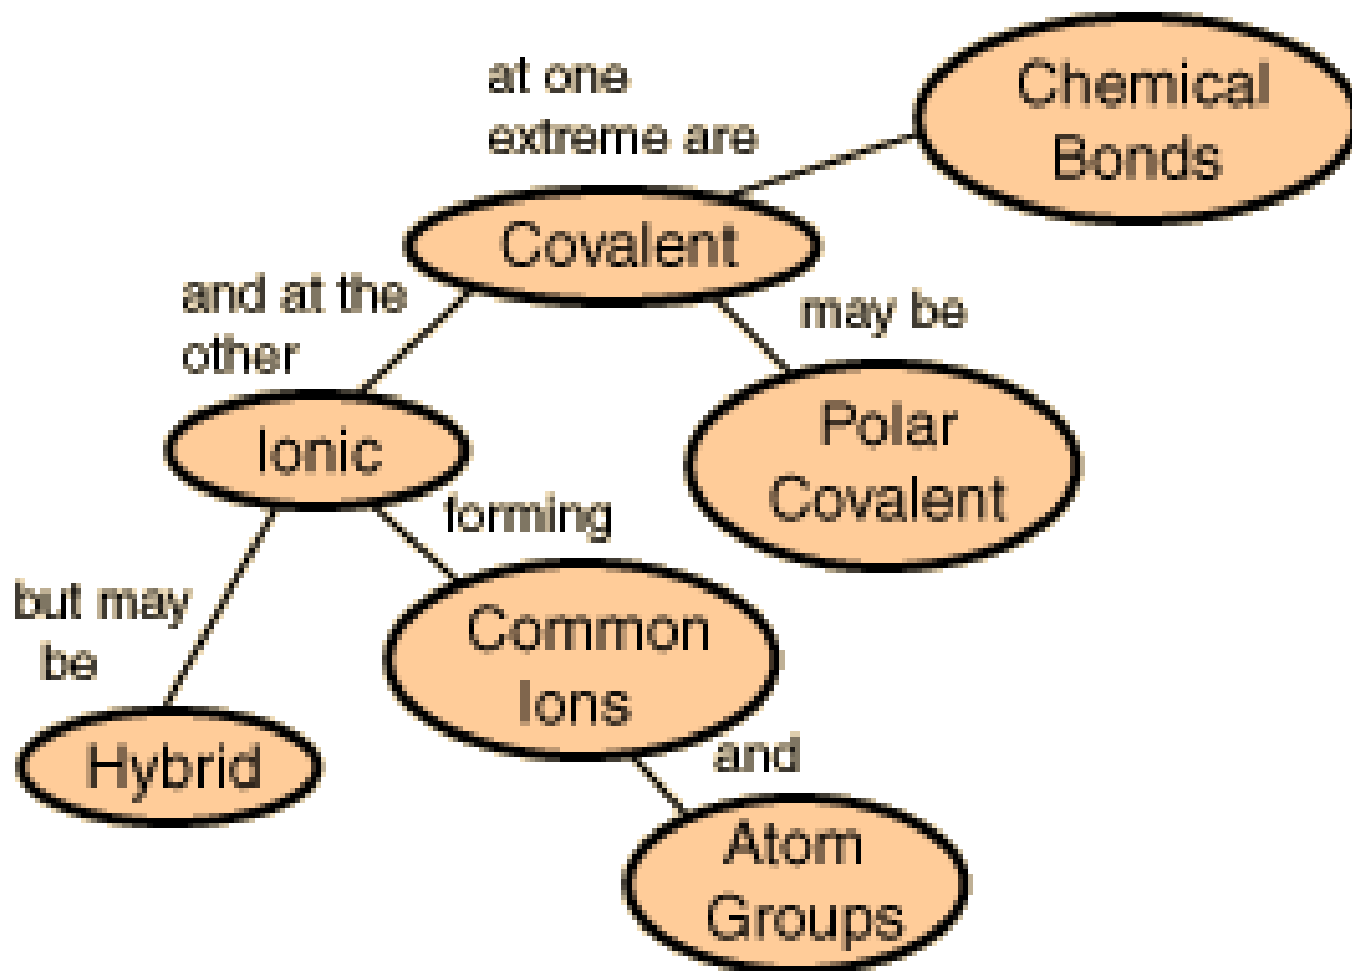 at one
extreme are
Chemical
Bonds
Covalent
and at the
other
may be
Ionic
Polar
Covalent
forming
but may
be
Common
Ions
Hybrid
and
Atom
Groups